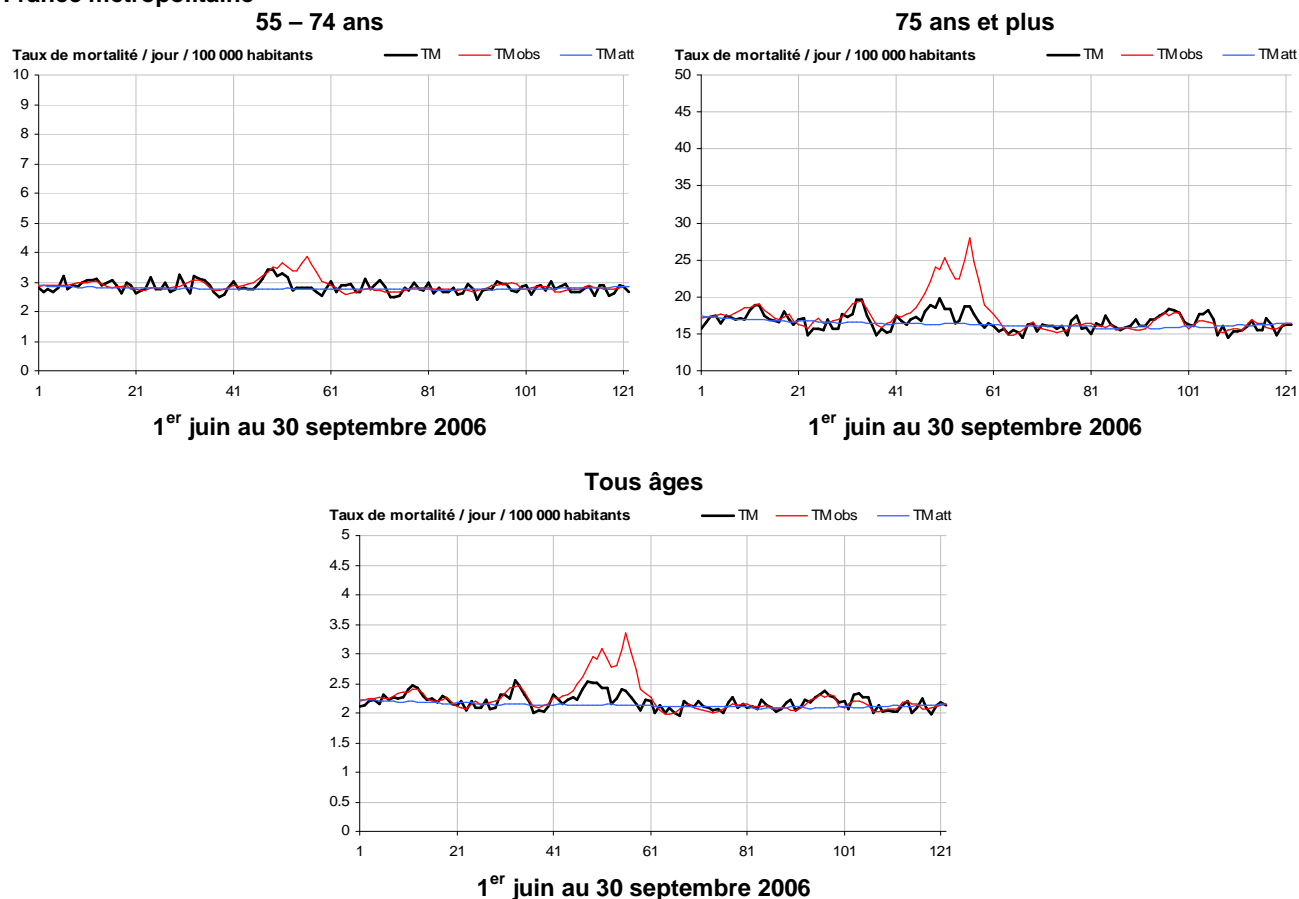 France métropolitaine
55 – 74 ans
Taux de mortalité / jour / 100 000 habitants TM TMobs TMatt
10
9
8
7
6
5
4
3
2
1
0
1 21 41 61 81 101 121
1er juin au 30 septembre 2006
75 ans et plus
Taux de mortalité / jour / 100 000 habitants TM TMobs TMatt
50
45
40
35
30
25
20
15
10
1 21 41 61 81 101 121
1er juin au 30 septembre 2006
Tous âges
Taux de mortalité / jour / 100 000 habitants TM TMobs TMatt
5
4.5
4
3.5
3
2.5
2
1.5
1
0.5
0
1 21 41 61 81 101 121
1er juin au 30 septembre 2006